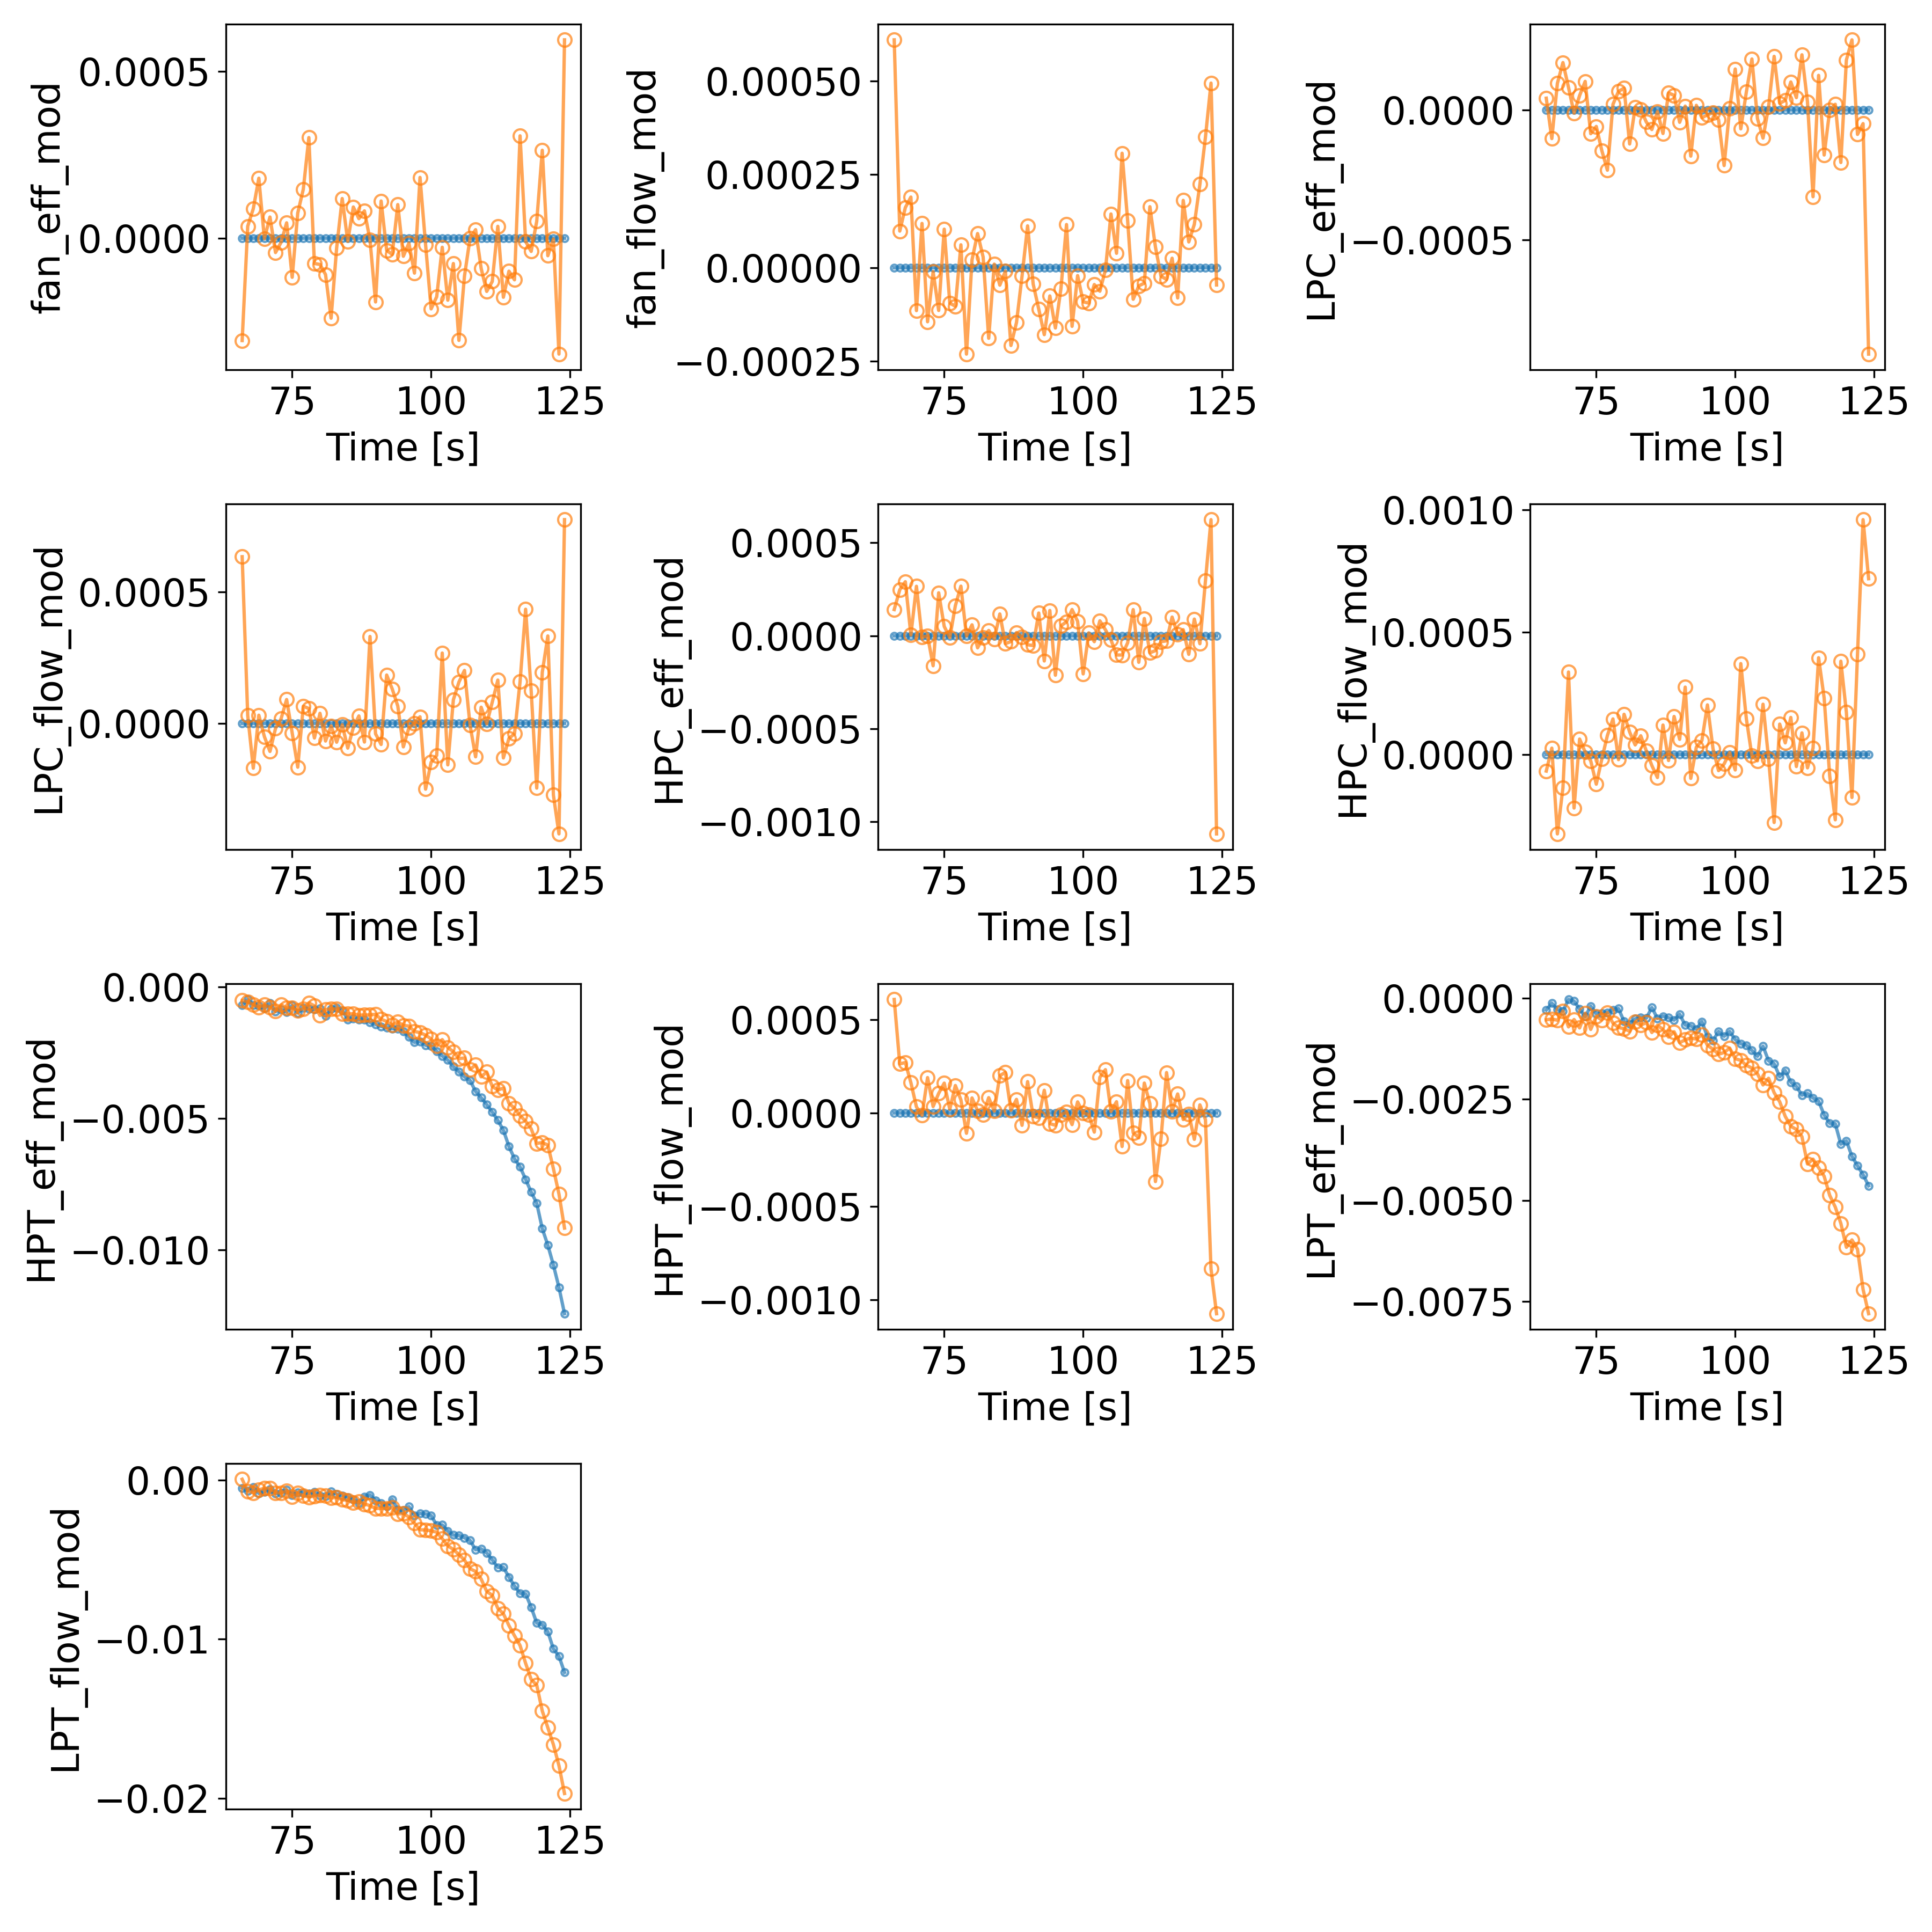 fan_eff_mod
0.0005
0.0000
75 100 125
Time [s]
fan_flow_mod
0.00050
0.00025
0.00000
−0.00025
75 100 125
Time [s]
LPC_eff_mod
0.0000
−0.0005
75 100 125
Time [s]
LPC_flow_mod
0.0005
0.0000
75 100 125
Time [s]
HPC_eff_mod
0.0005
0.0000
−0.0005
−0.0010
75 100 125
Time [s]
HPC_flow_mod
0.0010
0.0005
0.0000
75 100 125
Time [s]
HPT_eff_mod
0.000
−0.005
−0.010
75 100 125
Time [s]
HPT_flow_mod
0.0005
0.0000
−0.0005
−0.0010
75 100 125
Time [s]
LPT_eff_mod
0.0000
−0.0025
−0.0050
−0.0075
75 100 125
Time [s]
LPT_flow_mod
0.00
−0.01
−0.02
75 100 125
Time [s]